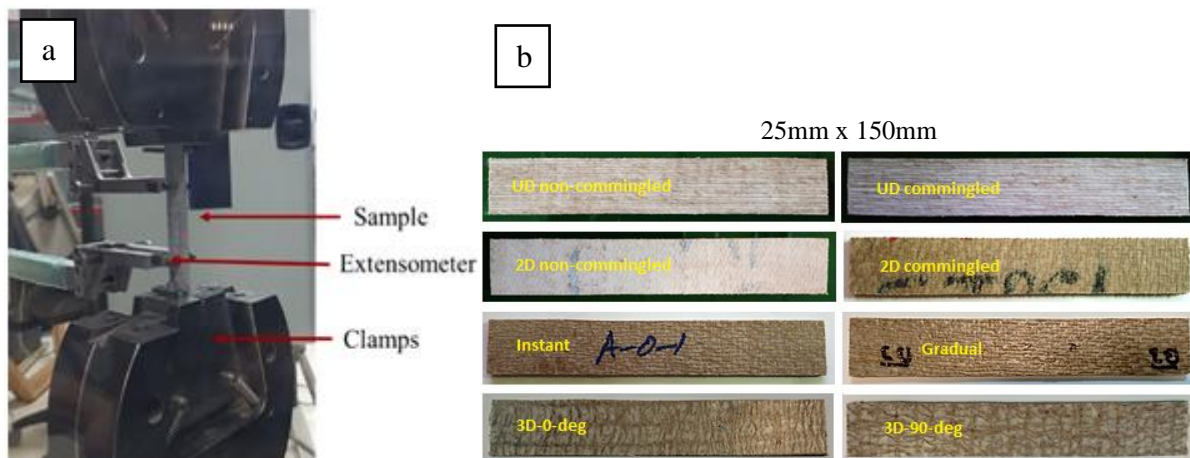 a
Sample
Extensometer
Clamps
b
25mm x 150mm
UD non-commingled
UD commingled
2D non-commingled
2D commingled
Instant
A-0-1
Gradual
3D-0-deg
3D-90-deg